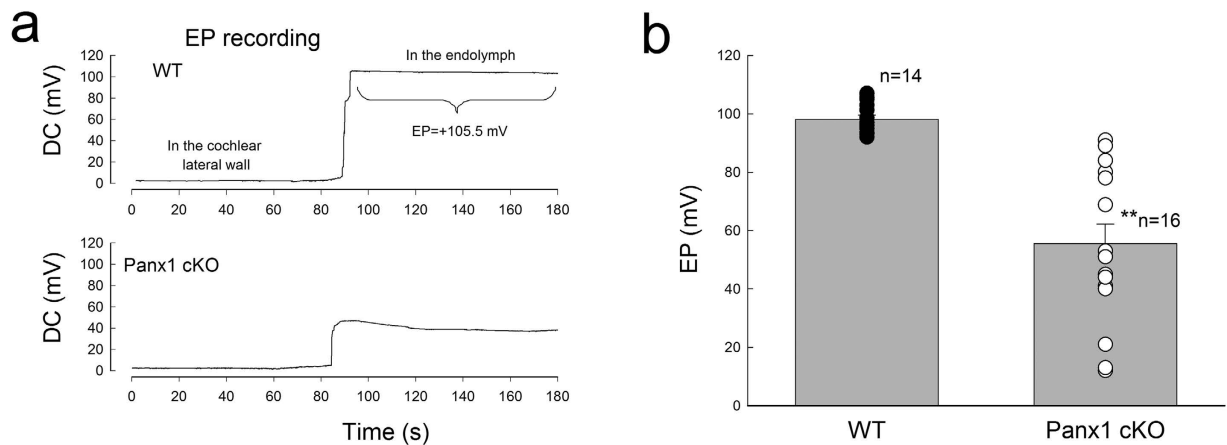 a
EP recording
DC (mV)
120
100
80
60
40
20
0
WT
In the cochlear
lateral wall
In the endolymph
EP=+105.5 mV
0 20 40 60 80 100 120 140 160 180
DC (mV)
120
100
80
60
40
20
0
Panx1 cKO
0 20 40 60 80 100 120 140 160 180
Time (s)
b
EP (mV)
120
100
80
60
40
20
0
n=14
**n=16
WT Panx1 cKO